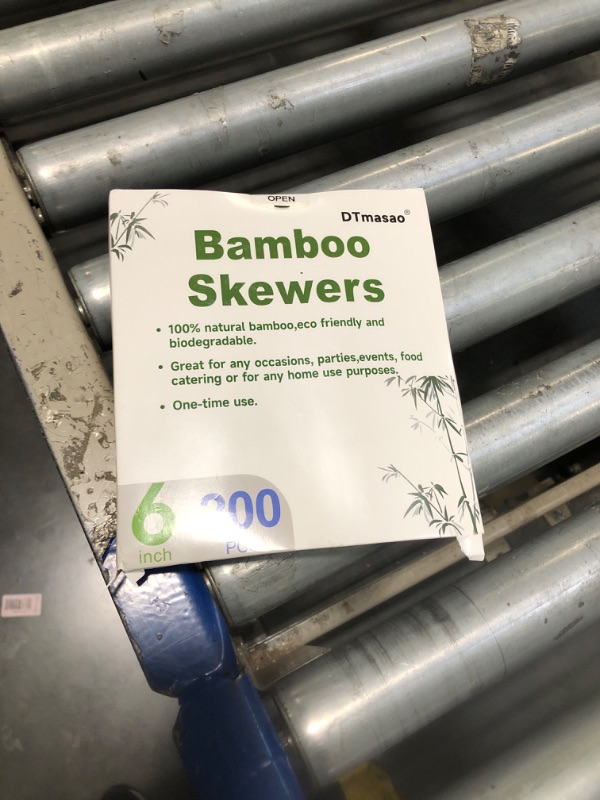 OPEN
DTmasao®
Bamboo
Skewers
• 100% natural bamboo,eco friendly and
biodegradable.
• Great for any occasions, parties,events, food
catering or for any home use purposes.
• One-time use.
6
inch